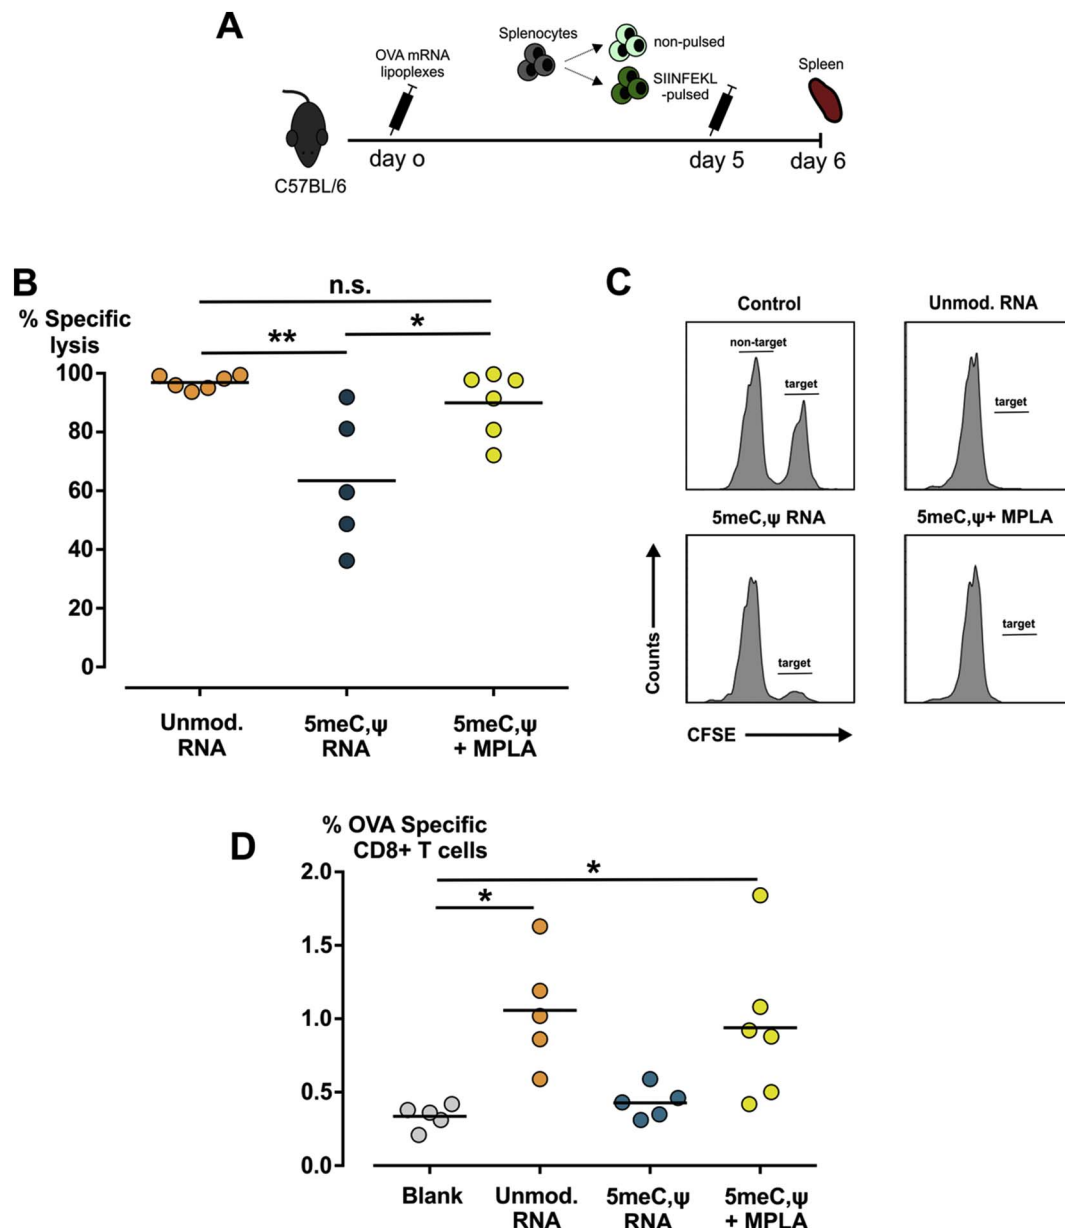 A
OVA mRNA
lipoplexes
Splenocytes
non-pulsed
SIINFEKL
-pulsed
Spleen
C57BL/6
day o
day 5
day 6
B
% Specific
lysis
n.s.
**
*
100
80
60
40
20
0
Unmod.
RNA
5meC,ψ
RNA
5meC,ψ
+ MPLA
C
Control
non-target
target
Unmod. RNA
target
5meC,ψ RNA
target
5meC,ψ+ MPLA
target
Counts
CFSE
D
% OVA Specific
CD8+ T cells
*
*
2.0
1.5
1.0
0.5
0.0
Blank
Unmod.
RNA
5meC,ψ
RNA
5meC,ψ
+ MPLA